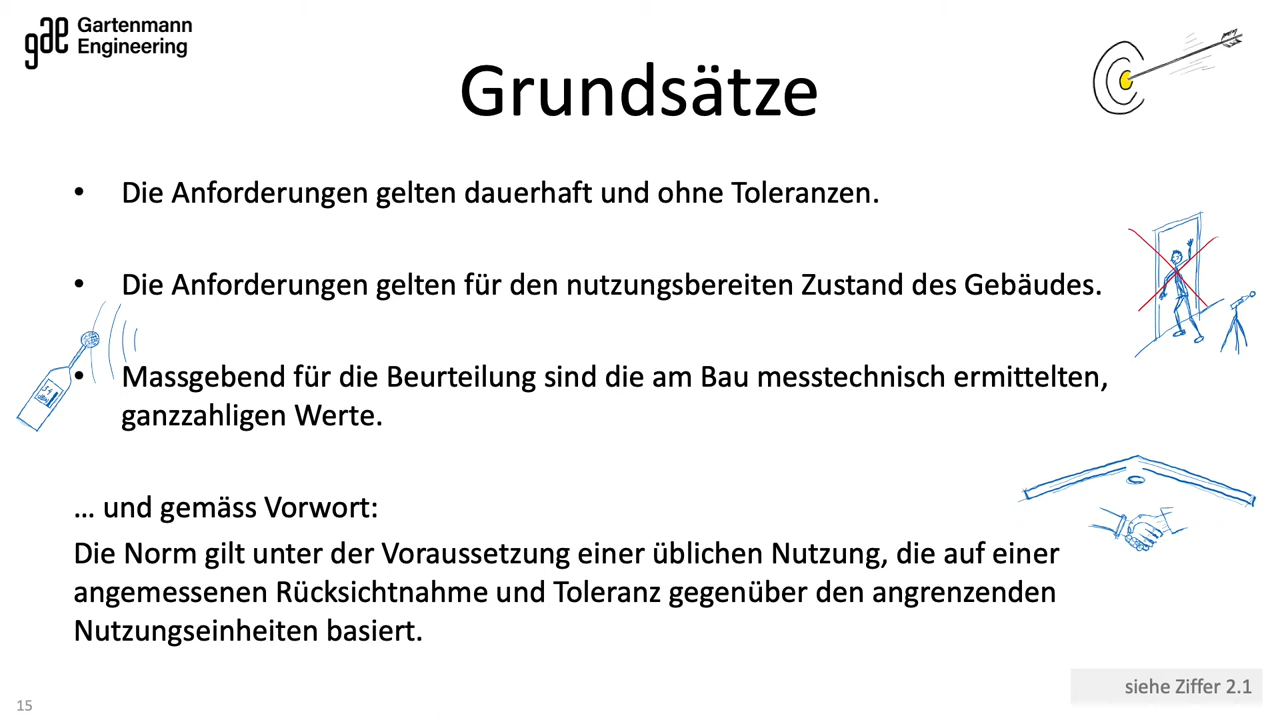 gae Gartenmann
Engineering
Grundsätze
• Die Anforderungen gelten dauerhaft und ohne Toleranzen.
• Die Anforderungen gelten für den nutzungsbereiten Zustand des Gebäudes.
• Massgebend für die Beurteilung sind die am Bau messtechnisch ermittelten,
ganzzahligen Werte.
… und gemäss Vorwort:
Die Norm gilt unter der Voraussetzung einer üblichen Nutzung, die auf einer
angemessenen Rücksichtnahme und Toleranz gegenüber den angrenzenden
Nutzungseinheiten basiert.
siehe Ziffer 2.1
15